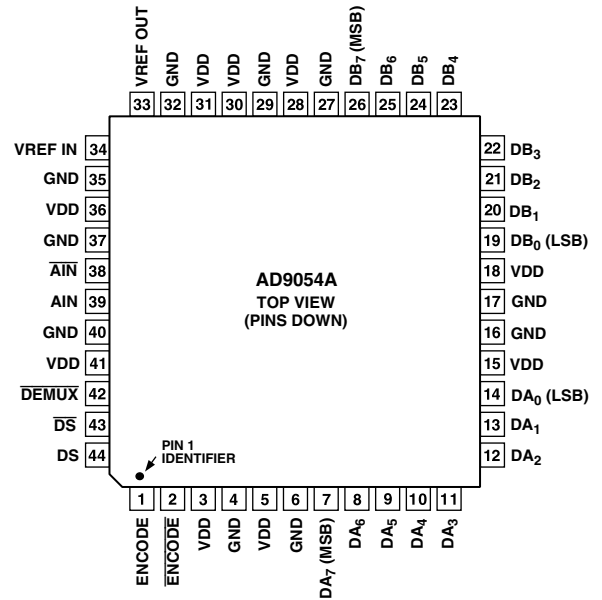 VREF OUT
GND
VDD
VDD
GND
VDD
GND
DB7 (MSB)
DB6
DB5
DB4
33 32 31 30 29 28 27 26 25 24 23
VREF IN 34
GND 35
VDD 36
GND 37
AIN 38
AIN 39
GND 40
VDD 41
DEMUX 42
DS 43
DS 44
AD9054A
TOP VIEW
(PINS DOWN)
PIN 1
IDENTIFIER
22 DB3
21 DB2
20 DB1
19 DB0 (LSB)
18 VDD
17 GND
16 GND
15 VDD
14 DA0 (LSB)
13 DA1
12 DA2
1 2 3 4 5 6 7 8 9 10 11
ENCODE
ENCODE
VDD
GND
VDD
GND
DA7 (MSB)
DA6
DA5
DA4
DA3